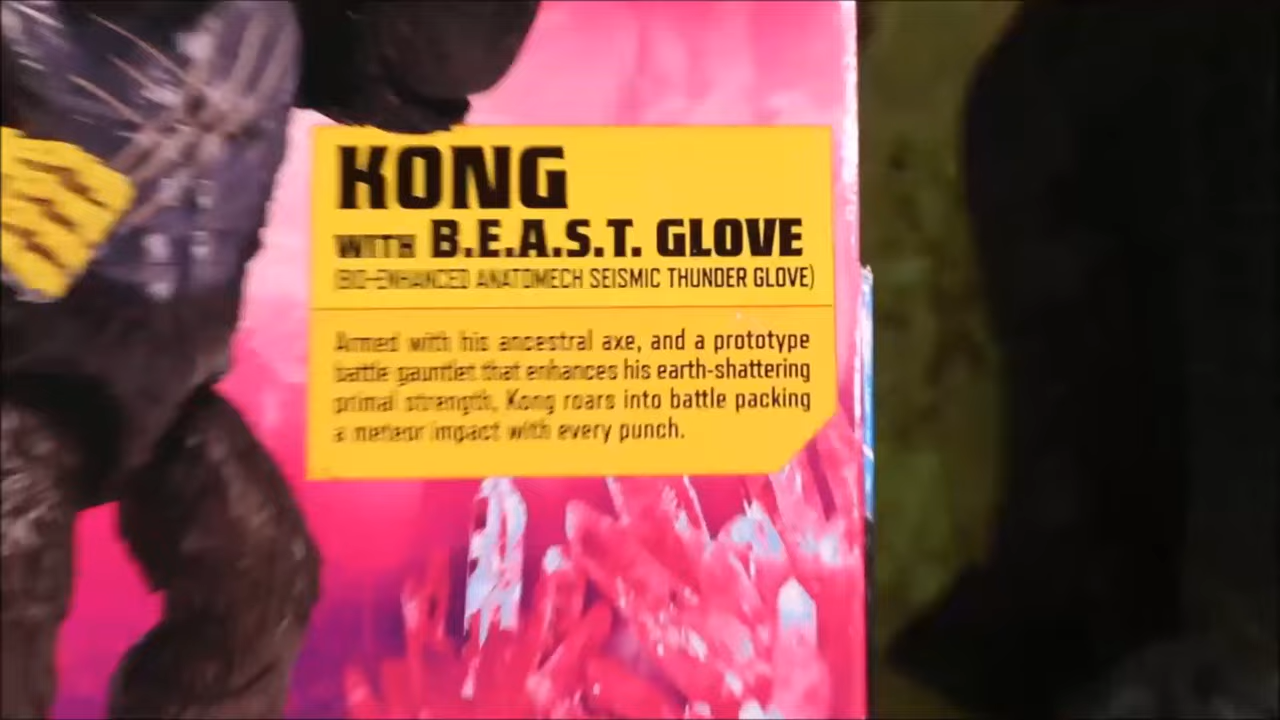 KONG
WITH B.E.A.S.T. GLOVE
(BIO-ENHANCED ANATOMECH SEISMIC THUNDER GLOVE)
Armed with his ancestral axe, and a prototype
battle gauntlet that enhances his earth-shattering
primal strength, Kong roars into battle packing
a meteor impact with every punch.